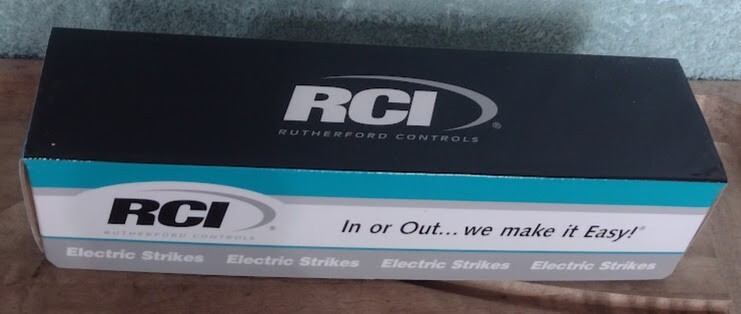 RCI
RUTHERFORD CONTROLS ®
RCI
RUTHERFORD CONTROLS ®
In or Out... we make it Easy!®
Electric Strikes Electric Strikes Electric Strikes Electric Strikes